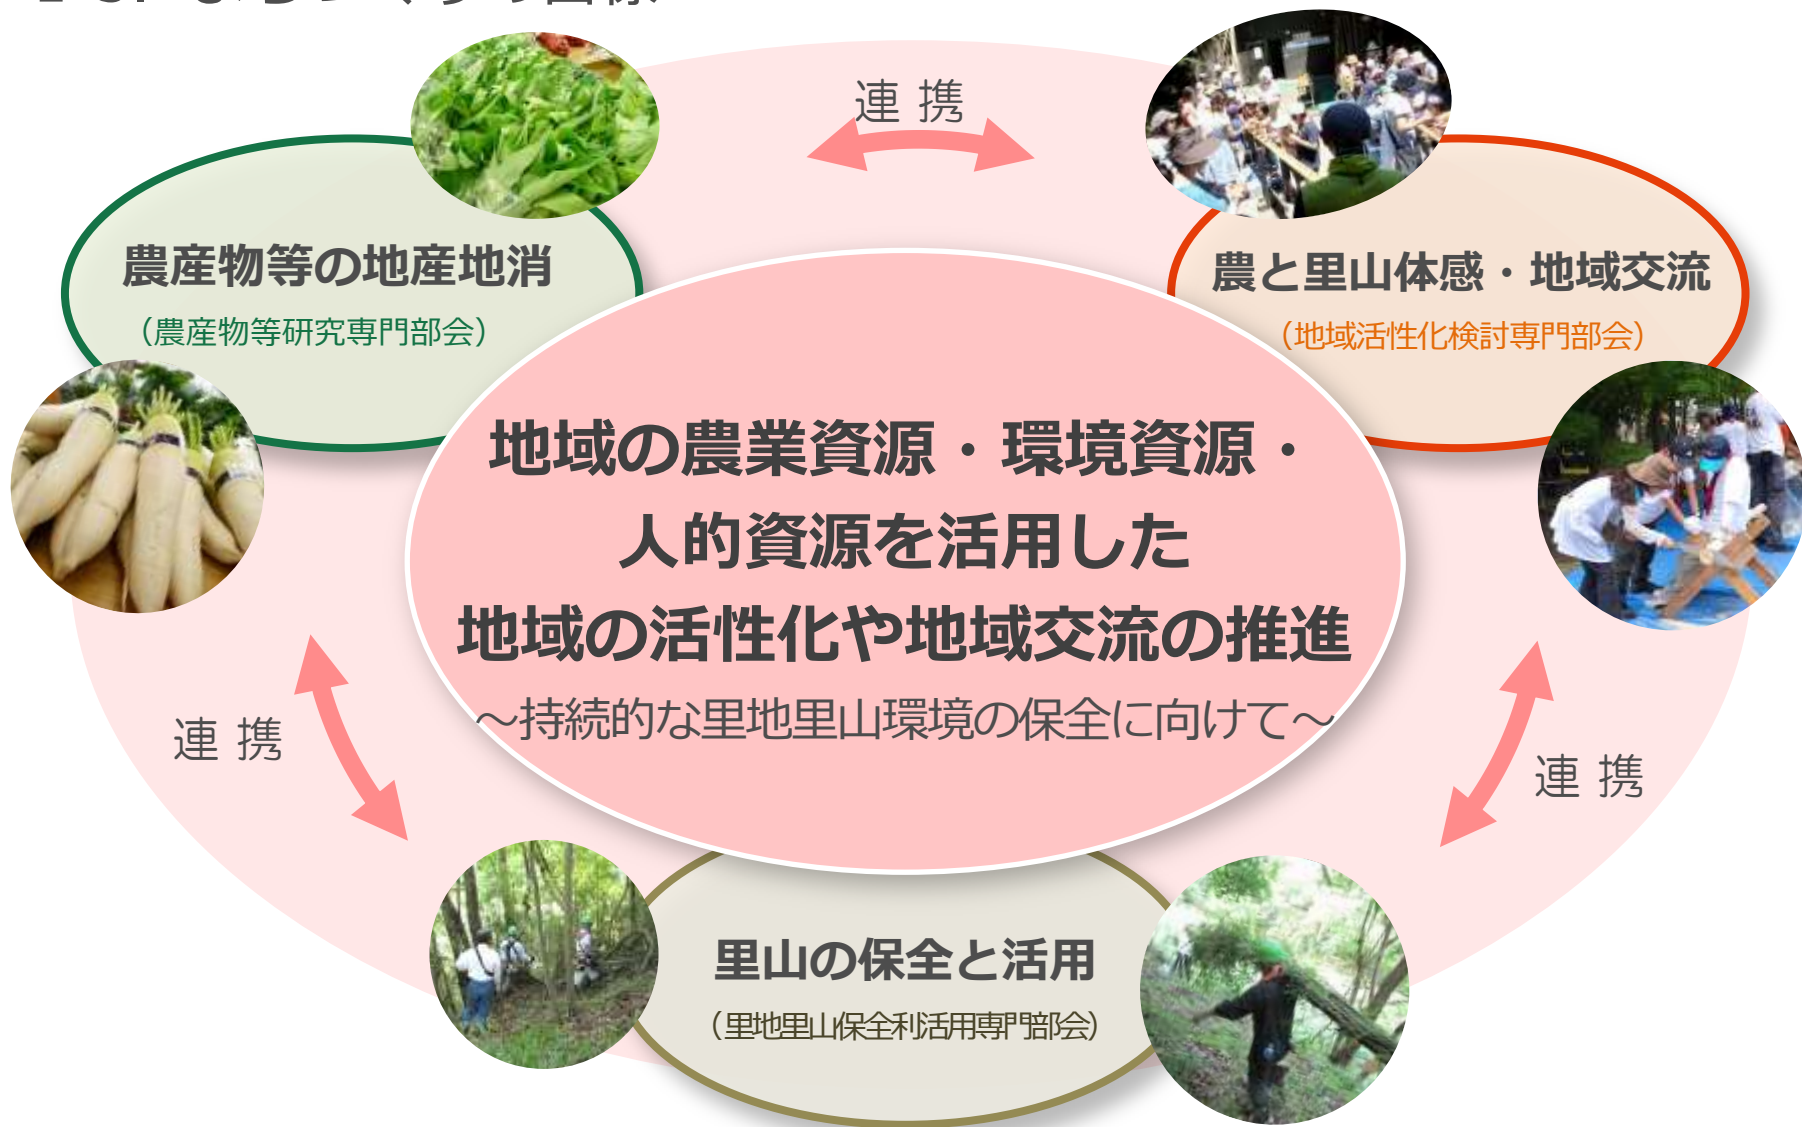 連 携
農産物等の地産地消
（農産物等研究専門部会）
農と里山体感・地域交流
（地域活性化検討専門部会）
地域の農業資源・環境資源・
人的資源を活用した
地域の活性化や地域交流の推進
～持続的な里地里山環境の保全に向けて～
連 携
連 携
里山の保全と活用
（里地里山保全利活用専門部会）